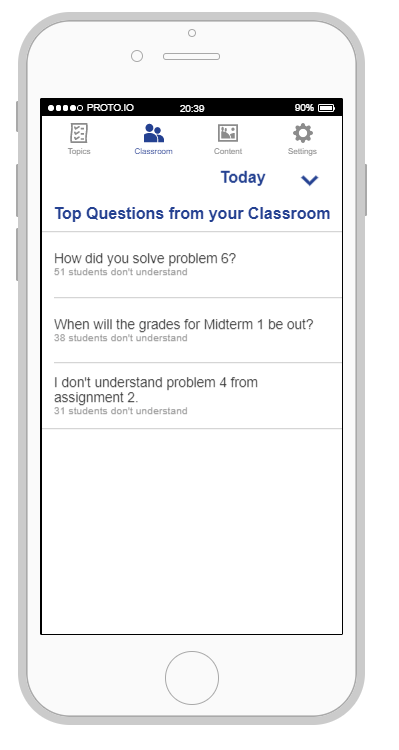 PROTO.IO 20:39 90%
Topics Classroom Content Settings
Today
Top Questions from your Classroom
How did you solve problem 6?
51 students don't understand
When will the grades for Midterm 1 be out?
38 students don't understand
I don't understand problem 4 from
assignment 2.
31 students don't understand